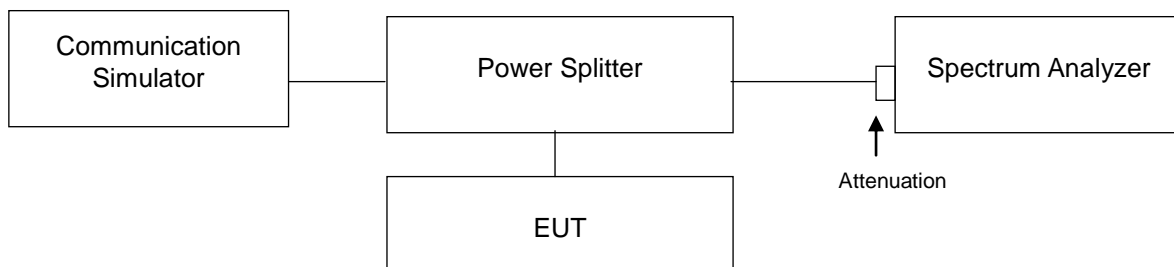 Communication
Simulator
Power Splitter
Spectrum Analyzer
Attenuation
EUT